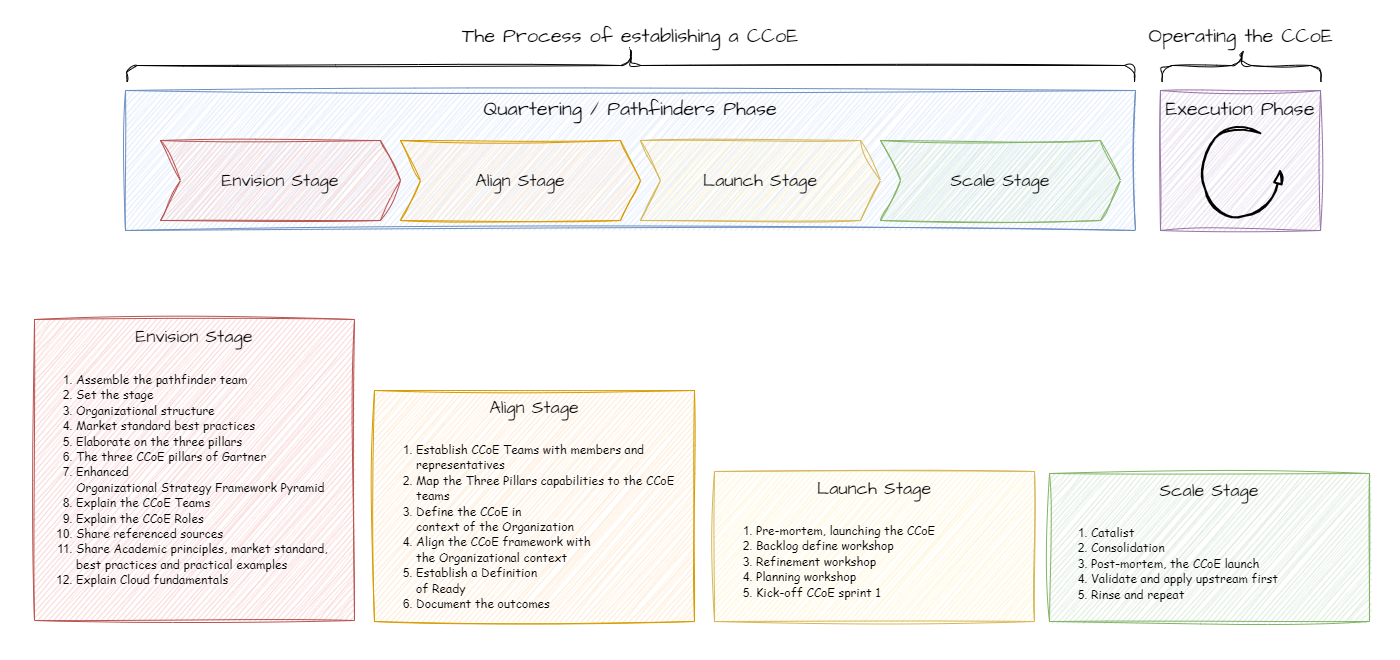 The Process of establishing a CCoE
Operating the CCoE
Quartering / Pathfinders Phase
Execution Phase
Envision Stage
Align Stage
Launch Stage
Scale Stage
Envision Stage
1. Assemble the pathfinder team
2. Set the stage
3. Organizational structure
4. Market standard best practices
5. Elaborate on the three pillars
6. The three CCoE pillars of Gartner
7. Enhanced
Organizational Strategy Framework Pyramid
8. Explain the CCoE Teams
9. Explain the CCoE Roles
10. Share referenced sources
11. Share Academic principles, market standard,
best practices and practical examples
12. Explain Cloud fundamentals
Align Stage
1. Establish CCoE Teams with members and
representatives
2. Map the Three Pillars capabilities to the CCoE
teams
3. Define the CCoE in
context of the Organization
4. Align the CCoE framework with
the Organizational context
5. Establish a Definition
of Ready
6. Document the outcomes
Launch Stage
1. Pre-mortem, launching the CCoE
2. Backlog define workshop
3. Refinement workshop
4. Planning workshop
5. Kick-off CCoE sprint 1
Scale Stage
1. Catalist
2. Consolidation
3. Post-mortem, the CCoE launch
4. Validate and apply upstream first
5. Rinse and repeat